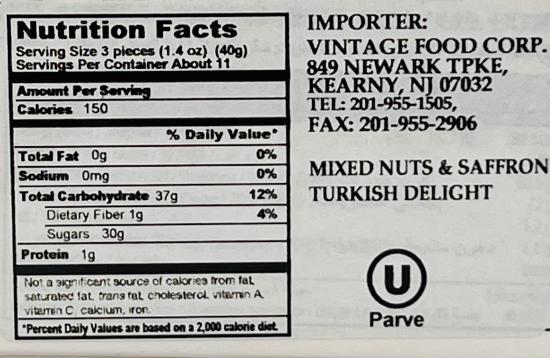 Nutrition Facts
Serving Size 3 pieces (1.4 oz) (40g)
Servings Per Container About 11
Amount Per Serving
Calories 150
% Daily Value*
Total Fat 0g 0%
Sodium 0mg 0%
Total Carbohydrate 37g 12%
Dietary Fiber 1g 4%
Sugars 30g
Protein 1g
Not a significant source of calories from fat,
saturated fat, trans fat, cholesterol, vitamin A,
vitamin C, calcium, iron.
*Percent Daily Values are based on a 2,000 calorie diet.
IMPORTER:
VINTAGE FOOD CORP.
849 NEWARK TPKE,
KEARNY, NJ 07032
TEL: 201-955-1505,
FAX: 201-955-2906
MIXED NUTS & SAFFRON
TURKISH DELIGHT
U
Parve